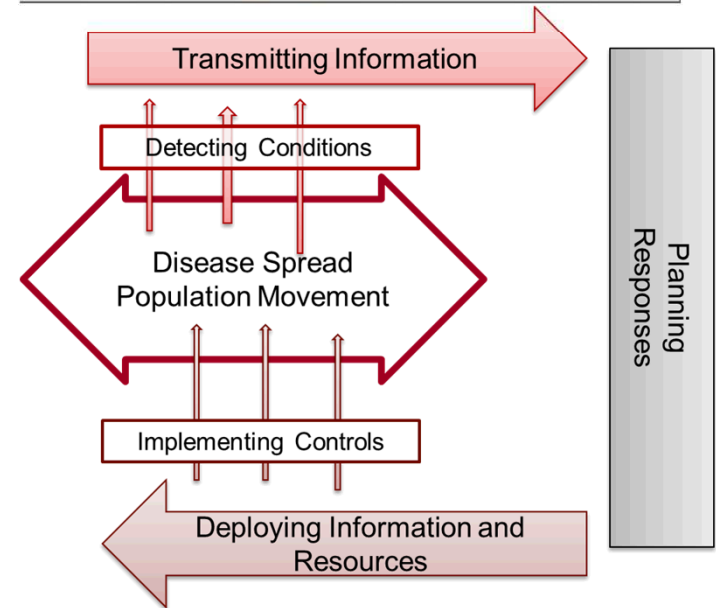 Transmitting Information
Detecting Conditions
Disease Spread
Population Movement
Planning
Responses
Implementing Controls
Deploying Information and
Resources